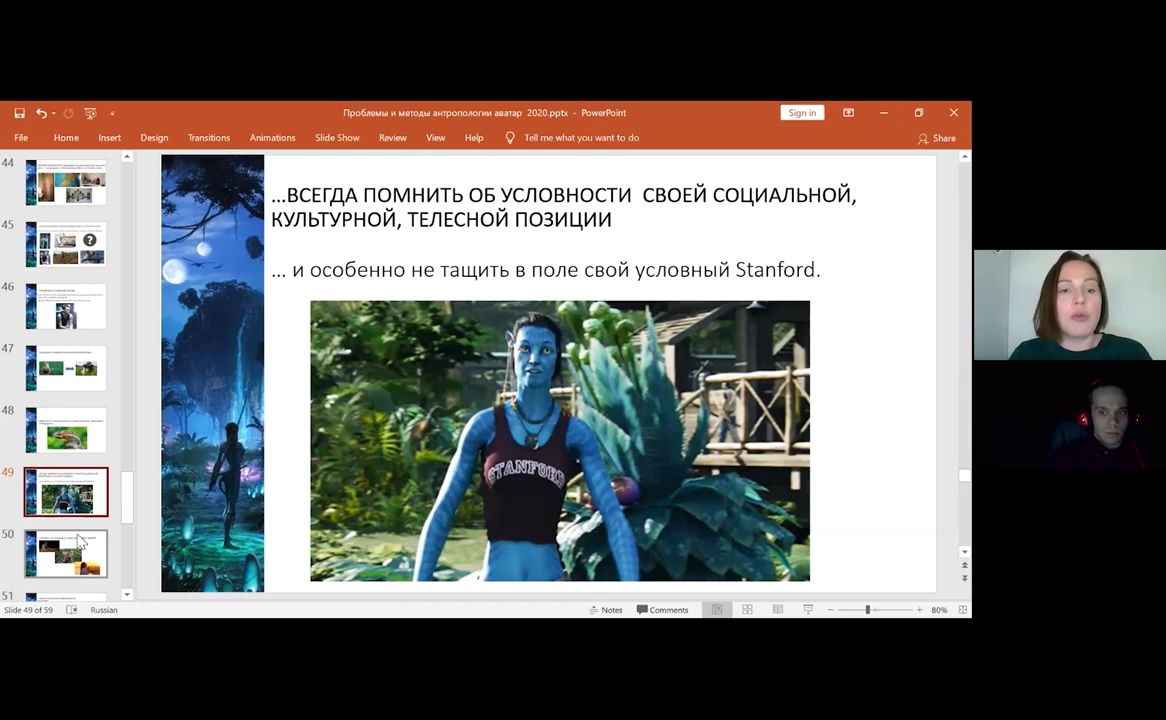 Проблемы и методы антропологии аватар 2020.pptx - PowerPoint
Sign in
File Home Insert Design Transitions Animations Slide Show Review View Help Tell me what you want to do
Share
44
45
46
47
48
49
50
51
...ВСЕГДА ПОМНИТЬ ОБ УСЛОВНОСТИ СВОЕЙ СОЦИАЛЬНОЙ,
КУЛЬТУРНОЙ, ТЕЛЕСНОЙ ПОЗИЦИИ
... и особенно не тащить в поле свой условный Stanford.
STANFORD
Slide 49 of 59 Russian Notes Comments 80%